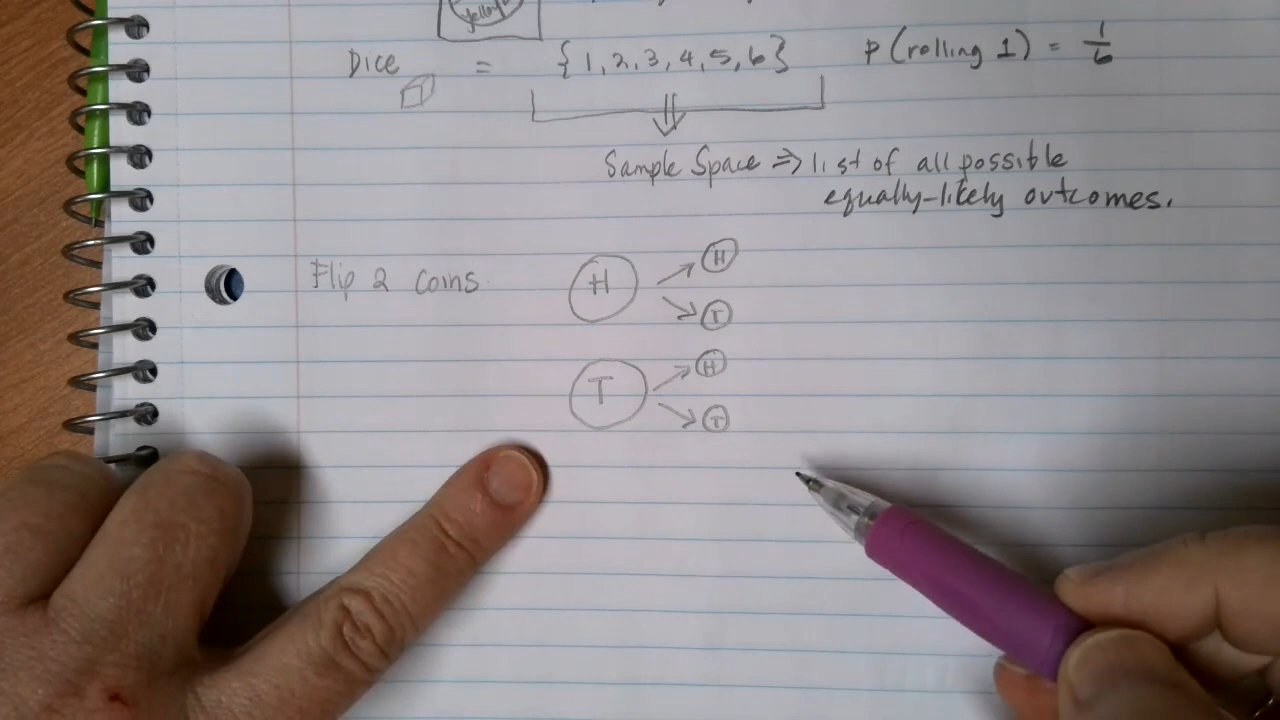 yellow
Dice = {1,2,3,4,5,6} P(rolling 1) = 1/6
Sample Space ⇒ list of all possible
equally-likely outcomes.
Flip 2 coins H → H
→ T
T → H
→ T